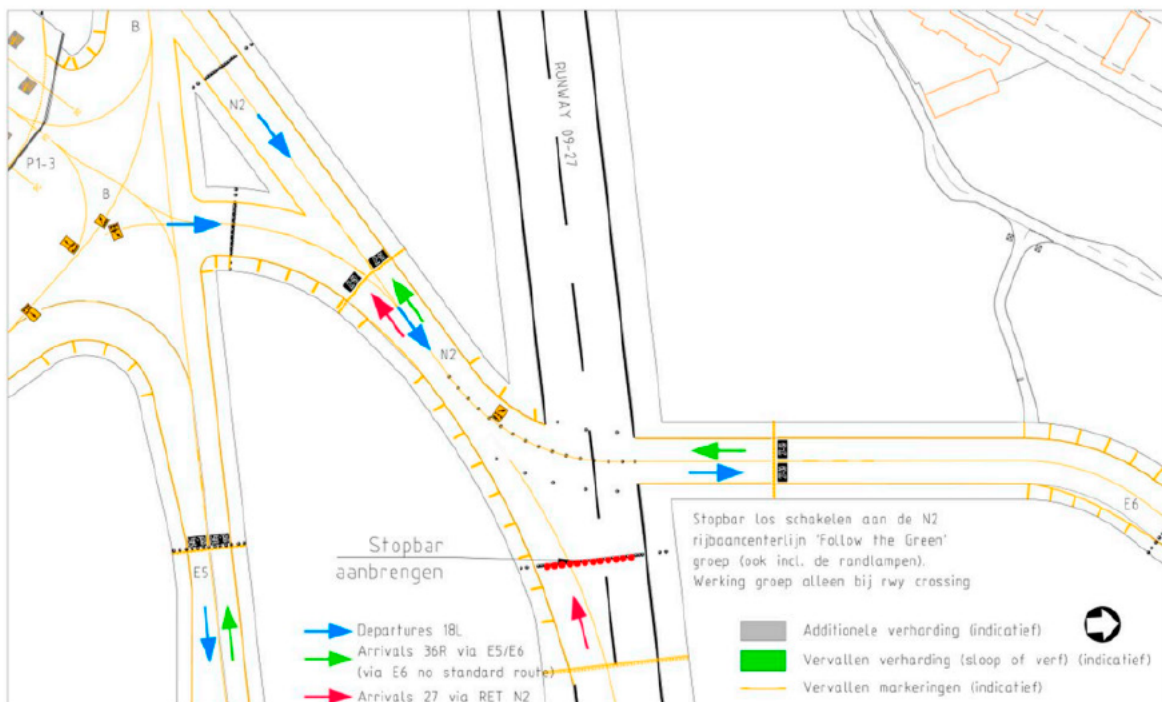 B
N2
RUNWAY 09-27
P1-3
B
N2
E6
E5
Stopbar
aanbrengen
Stopbar los schakelen aan de N2
rijbaancenterlijn 'Follow the Green'
groep (ook incl. de randlampen).
Werking groep alleen bij rwy crossing
Departures 18L
Arrivals 36R via E5/E6
(via E6 no standard route)
Arrivals 27 via RET N2
Additionele verharding (indicatief)
Vervallen verharding (sloop of verf) (indicatief)
Vervallen markeringen (indicatief)